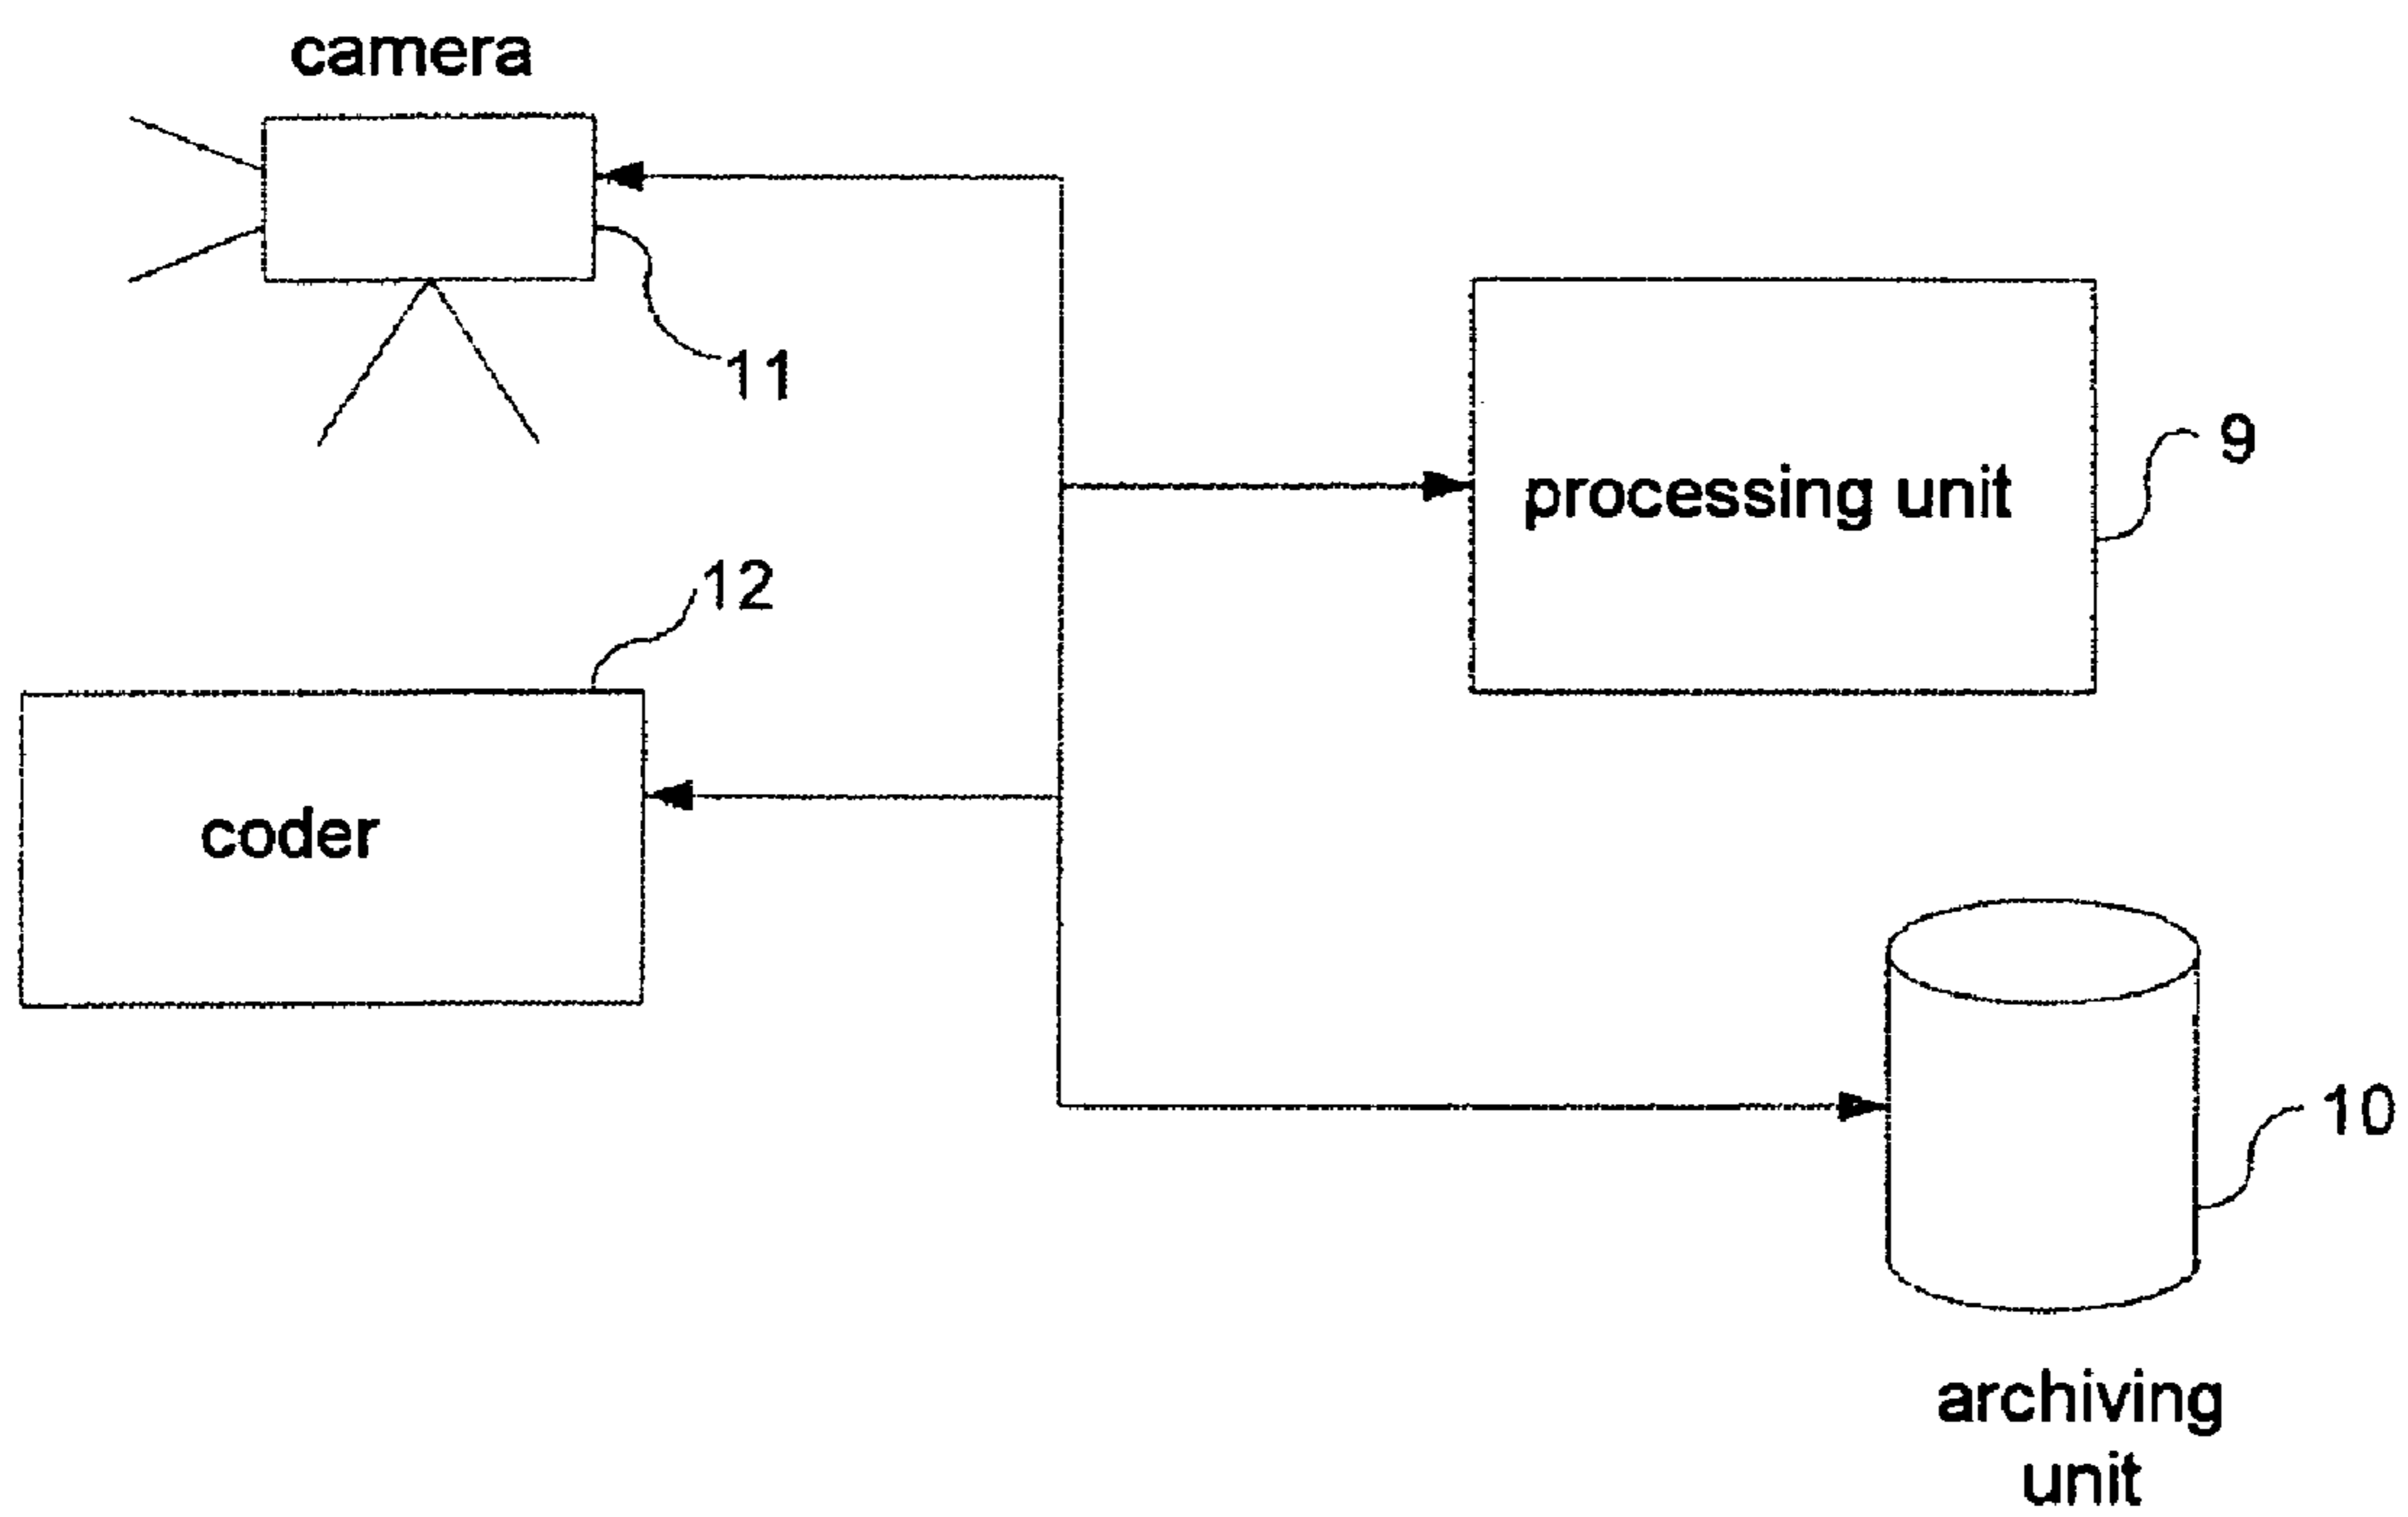 camera
11
processing unit
9
12
coder
10
archiving
unit